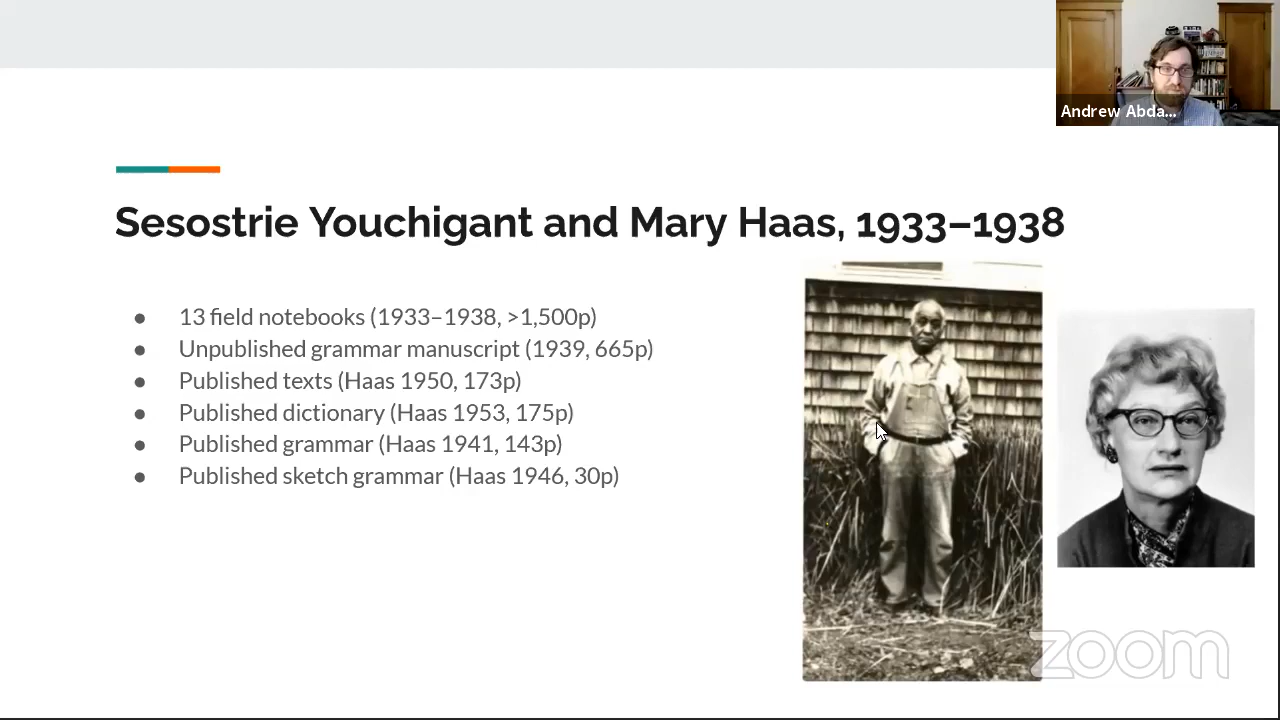 Andrew Abda...
Sesostrie Youchigant and Mary Haas, 1933–1938
● 13 field notebooks (1933–1938, >1,500p)
● Unpublished grammar manuscript (1939, 665p)
● Published texts (Haas 1950, 173p)
● Published dictionary (Haas 1953, 175p)
● Published grammar (Haas 1941, 143p)
● Published sketch grammar (Haas 1946, 30p)
zoom